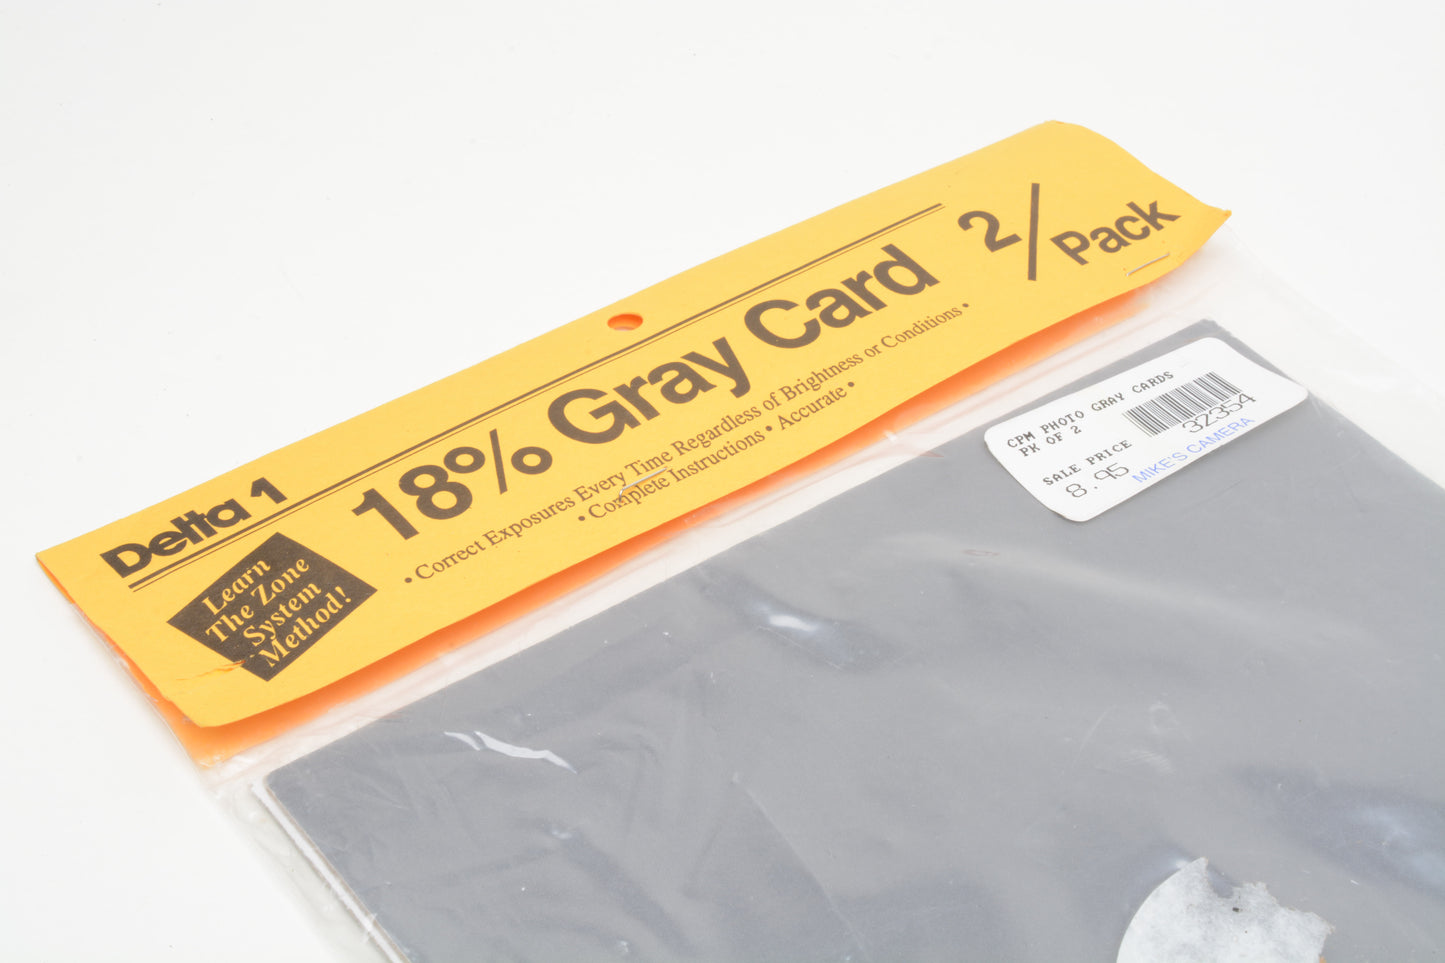 Delta 1
18% Gray Card
2/Pack
• Correct Exposures Every Time Regardless of Brightness or Conditions •
• Complete Instructions • Accurate •
Learn
The Zone
System
Method!
CPM PHOTO GRAY CARDS
PK OF 2
32354
SALE PRICE
8.95
MIKE'S CAMERA